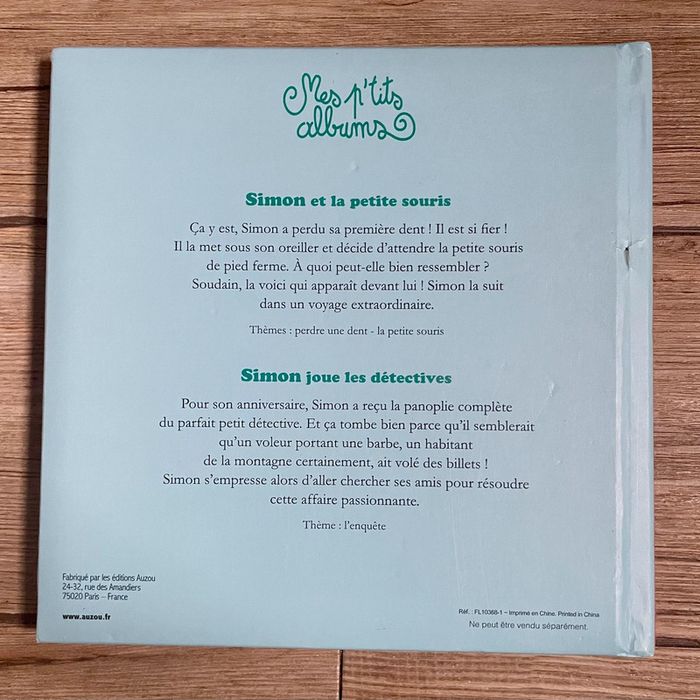 Mes p'tits
albums
Simon et la petite souris
Ça y est, Simon a perdu sa première dent ! Il est si fier !
Il la met sous son oreiller et décide d'attendre la petite souris
de pied ferme. À quoi peut-elle bien ressembler ?
Soudain, la voici qui apparaît devant lui ! Simon la suit
dans un voyage extraordinaire.
Thèmes : perdre une dent - la petite souris
Simon joue les détectives
Pour son anniversaire, Simon a reçu la panoplie complète
du parfait petit détective. Et ça tombe bien parce qu'il semblerait
qu'un voleur portant une barbe, un habitant
de la montagne certainement, ait volé des billets !
Simon s'empresse alors d'aller chercher ses amis pour résoudre
cette affaire passionnante.
Thème : l'enquête
Fabriqué par les éditions Auzou
24-32, rue des Amandiers
75020 Paris – France
www.auzou.fr
Réf. : FL10368-1 – Imprimé en Chine. Printed in China
Ne peut être vendu séparément.